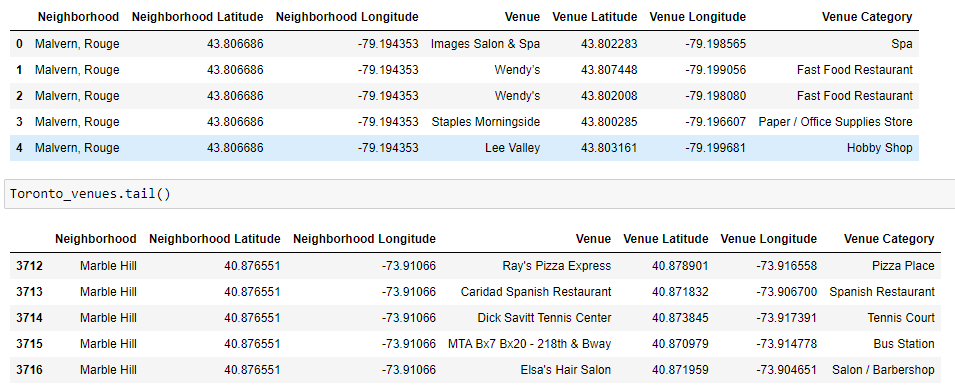 Neighborhood Neighborhood Latitude Neighborhood Longitude Venue Venue Latitude Venue Longitude Venue Category
0 Malvern, Rouge 43.806686 -79.194353 Images Salon & Spa 43.802283 -79.198565 Spa
1 Malvern, Rouge 43.806686 -79.194353 Wendy’s 43.807448 -79.199056 Fast Food Restaurant
2 Malvern, Rouge 43.806686 -79.194353 Wendy's 43.802008 -79.198080 Fast Food Restaurant
3 Malvern, Rouge 43.806686 -79.194353 Staples Morningside 43.800285 -79.196607 Paper / Office Supplies Store
4 Malvern, Rouge 43.806686 -79.194353 Lee Valley 43.803161 -79.199681 Hobby Shop
Toronto_venues.tail()
Neighborhood Neighborhood Latitude Neighborhood Longitude Venue Venue Latitude Venue Longitude Venue Category
3712 Marble Hill 40.876551 -73.91066 Ray's Pizza Express 40.878901 -73.916558 Pizza Place
3713 Marble Hill 40.876551 -73.91066 Caridad Spanish Restaurant 40.871832 -73.906700 Spanish Restaurant
3714 Marble Hill 40.876551 -73.91066 Dick Savitt Tennis Center 40.873845 -73.917391 Tennis Court
3715 Marble Hill 40.876551 -73.91066 MTA Bx7 Bx20 - 218th & Bway 40.870979 -73.914778 Bus Station
3716 Marble Hill 40.876551 -73.91066 Elsa's Hair Salon 40.871959 -73.904651 Salon / Barbershop